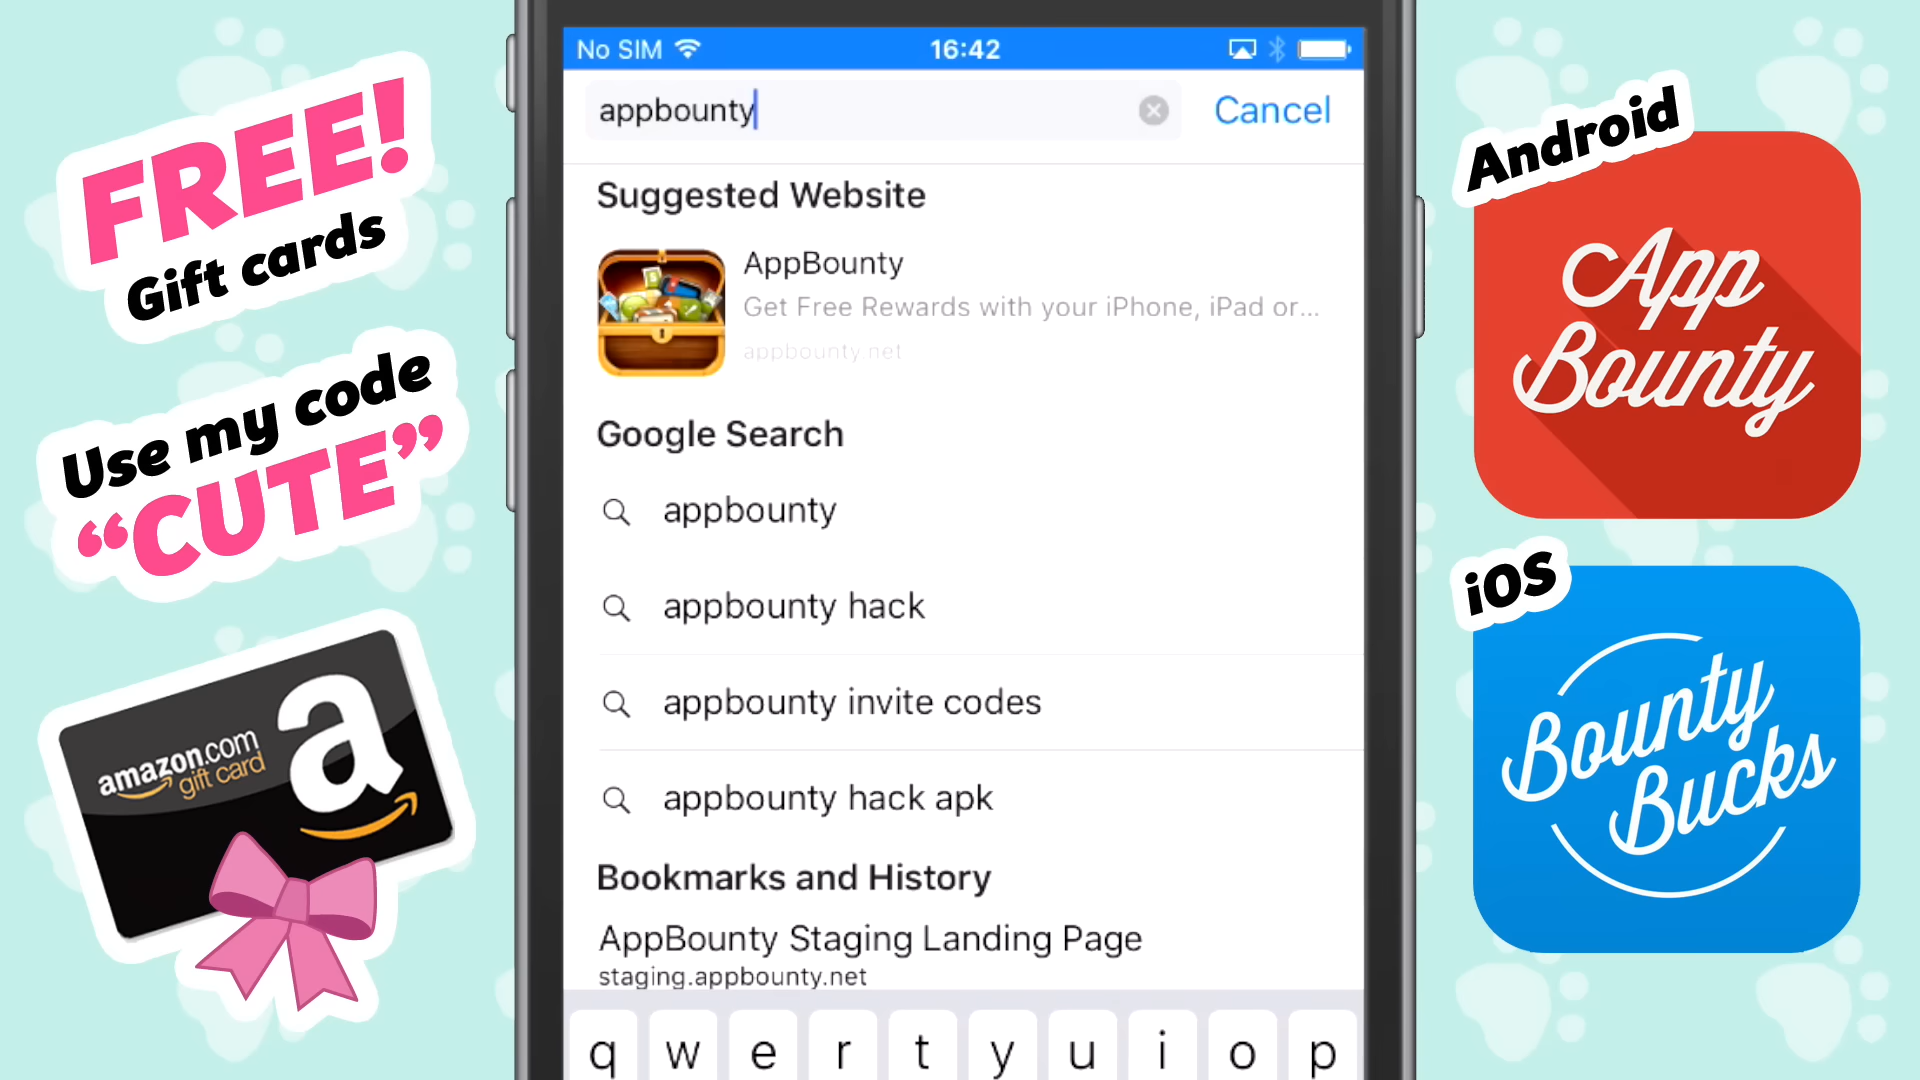 FREE!
Gift cards
Use my code
“CUTE”
amazon.com
gift card
a
No SIM
16:42
appbounty
Cancel
Suggested Website
AppBounty
Get Free Rewards with your iPhone, iPad or...
appbounty.net
Google Search
appbounty
appbounty hack
appbounty invite codes
appbounty hack apk
Bookmarks and History
AppBounty Staging Landing Page
staging.appbounty.net
q w e r t y u i o p
Android
App
Bounty
iOS
Bounty
Bucks